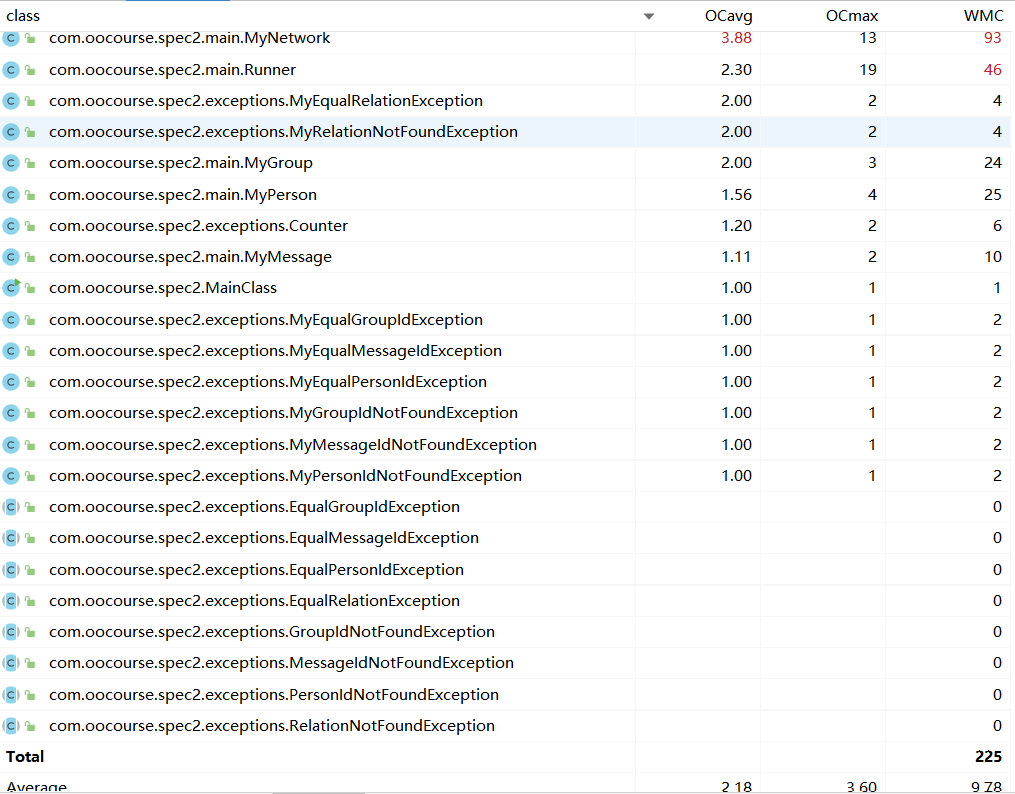 class OCavg OCmax WMC
com.oocourse.spec2.main.MyNetwork 3.88 13 93
com.oocourse.spec2.main.Runner 2.30 19 46
com.oocourse.spec2.exceptions.MyEqualRelationException 2.00 2 4
com.oocourse.spec2.exceptions.MyRelationNotFoundException 2.00 2 4
com.oocourse.spec2.main.MyGroup 2.00 3 24
com.oocourse.spec2.main.MyPerson 1.56 4 25
com.oocourse.spec2.exceptions.Counter 1.20 2 6
com.oocourse.spec2.main.MyMessage 1.11 2 10
com.oocourse.spec2.MainClass 1.00 1 1
com.oocourse.spec2.exceptions.MyEqualGroupIdException 1.00 1 2
com.oocourse.spec2.exceptions.MyEqualMessageIdException 1.00 1 2
com.oocourse.spec2.exceptions.MyEqualPersonIdException 1.00 1 2
com.oocourse.spec2.exceptions.MyGroupIdNotFoundException 1.00 1 2
com.oocourse.spec2.exceptions.MyMessageIdNotFoundException 1.00 1 2
com.oocourse.spec2.exceptions.MyPersonIdNotFoundException 1.00 1 2
com.oocourse.spec2.exceptions.EqualGroupIdException 0
com.oocourse.spec2.exceptions.EqualMessageIdException 0
com.oocourse.spec2.exceptions.EqualPersonIdException 0
com.oocourse.spec2.exceptions.EqualRelationException 0
com.oocourse.spec2.exceptions.GroupIdNotFoundException 0
com.oocourse.spec2.exceptions.MessageIdNotFoundException 0
com.oocourse.spec2.exceptions.PersonIdNotFoundException 0
com.oocourse.spec2.exceptions.RelationNotFoundException 0
Total 225
Average 2.18 3.60 9.78